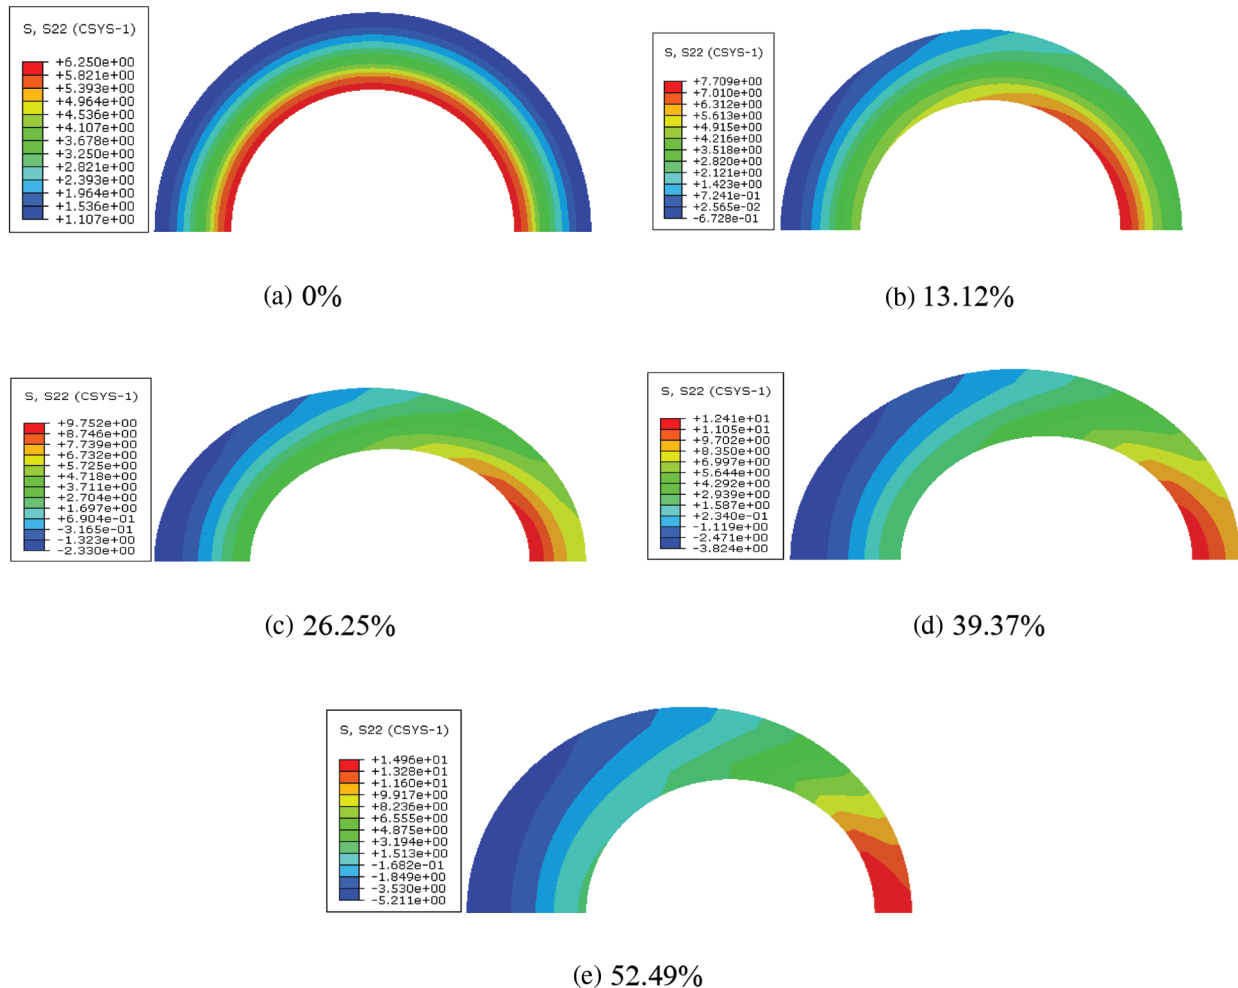 S, S22 (CSYS-1)
+6.250e+00
+5.821e+00
+5.393e+00
+4.964e+00
+4.536e+00
+4.107e+00
+3.678e+00
+3.250e+00
+2.821e+00
+2.393e+00
+1.964e+00
+1.536e+00
+1.107e+00
(a) 0%
S, S22 (CSYS-1)
+7.709e+00
+7.010e+00
+6.312e+00
+5.613e+00
+4.915e+00
+4.216e+00
+3.518e+00
+2.820e+00
+2.121e+00
+1.423e+00
+7.241e-01
+2.565e-02
-6.728e-01
(b) 13.12%
S, S22 (CSYS-1)
+9.752e+00
+8.746e+00
+7.739e+00
+6.732e+00
+5.725e+00
+4.718e+00
+3.711e+00
+2.704e+00
+1.697e+00
+6.904e-01
-3.165e-01
-1.323e+00
-2.330e+00
(c) 26.25%
S, S22 (CSYS-1)
+1.241e+01
+1.105e+01
+9.702e+00
+8.350e+00
+6.997e+00
+5.644e+00
+4.292e+00
+2.939e+00
+1.587e+00
+2.340e-01
-1.119e+00
-2.471e+00
-3.824e+00
(d) 39.37%
S, S22 (CSYS-1)
+1.496e+01
+1.328e+01
+1.160e+01
+9.917e+00
+8.236e+00
+6.555e+00
+4.875e+00
+3.194e+00
+1.513e+00
-1.682e-01
-1.849e+00
-3.530e+00
-5.211e+00
(e) 52.49%